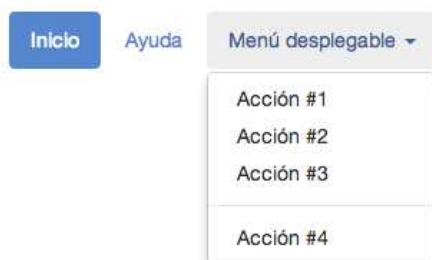 Inicio Ayuda Menú desplegable
Acción #1
Acción #2
Acción #3
Acción #4